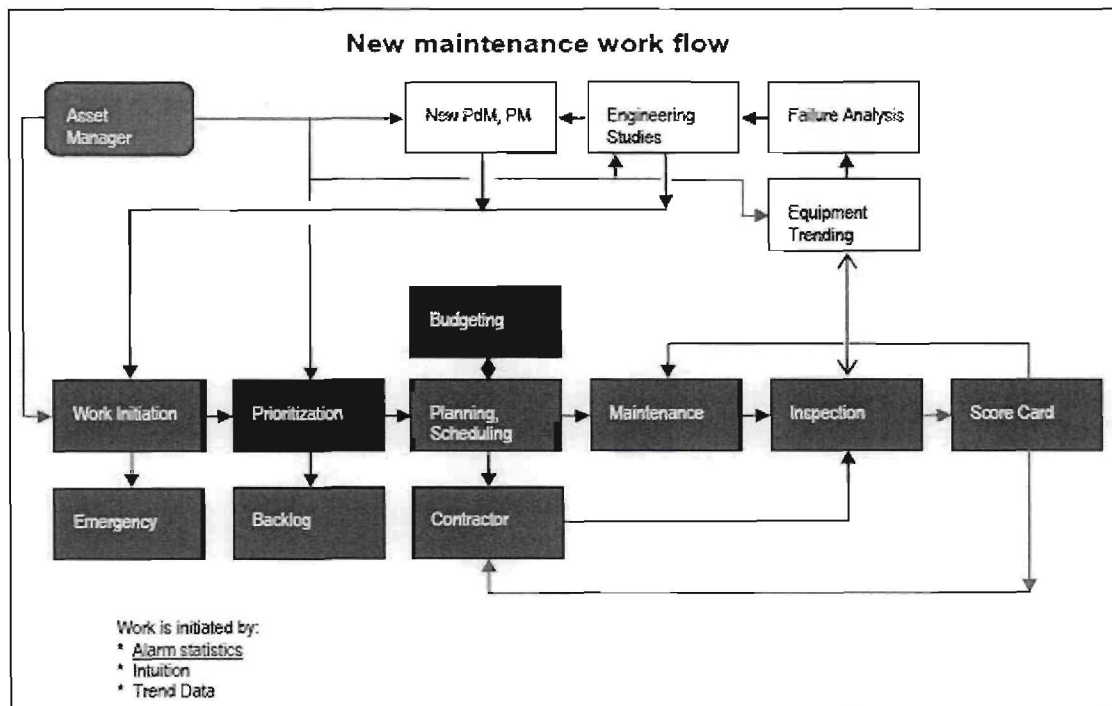 New maintenance work flow
Asset
Manager
New PdM, PM
Engineering
Studies
Failure Analysis
Equipment
Trending
Budgeting
Work Initiation
Prioritization
Planning,
Scheduling
Maintenance
Inspection
Score Card
Emergency
Backlog
Contractor
Work is initiated by:
* Alarm statistics
* Intuition
* Trend Data